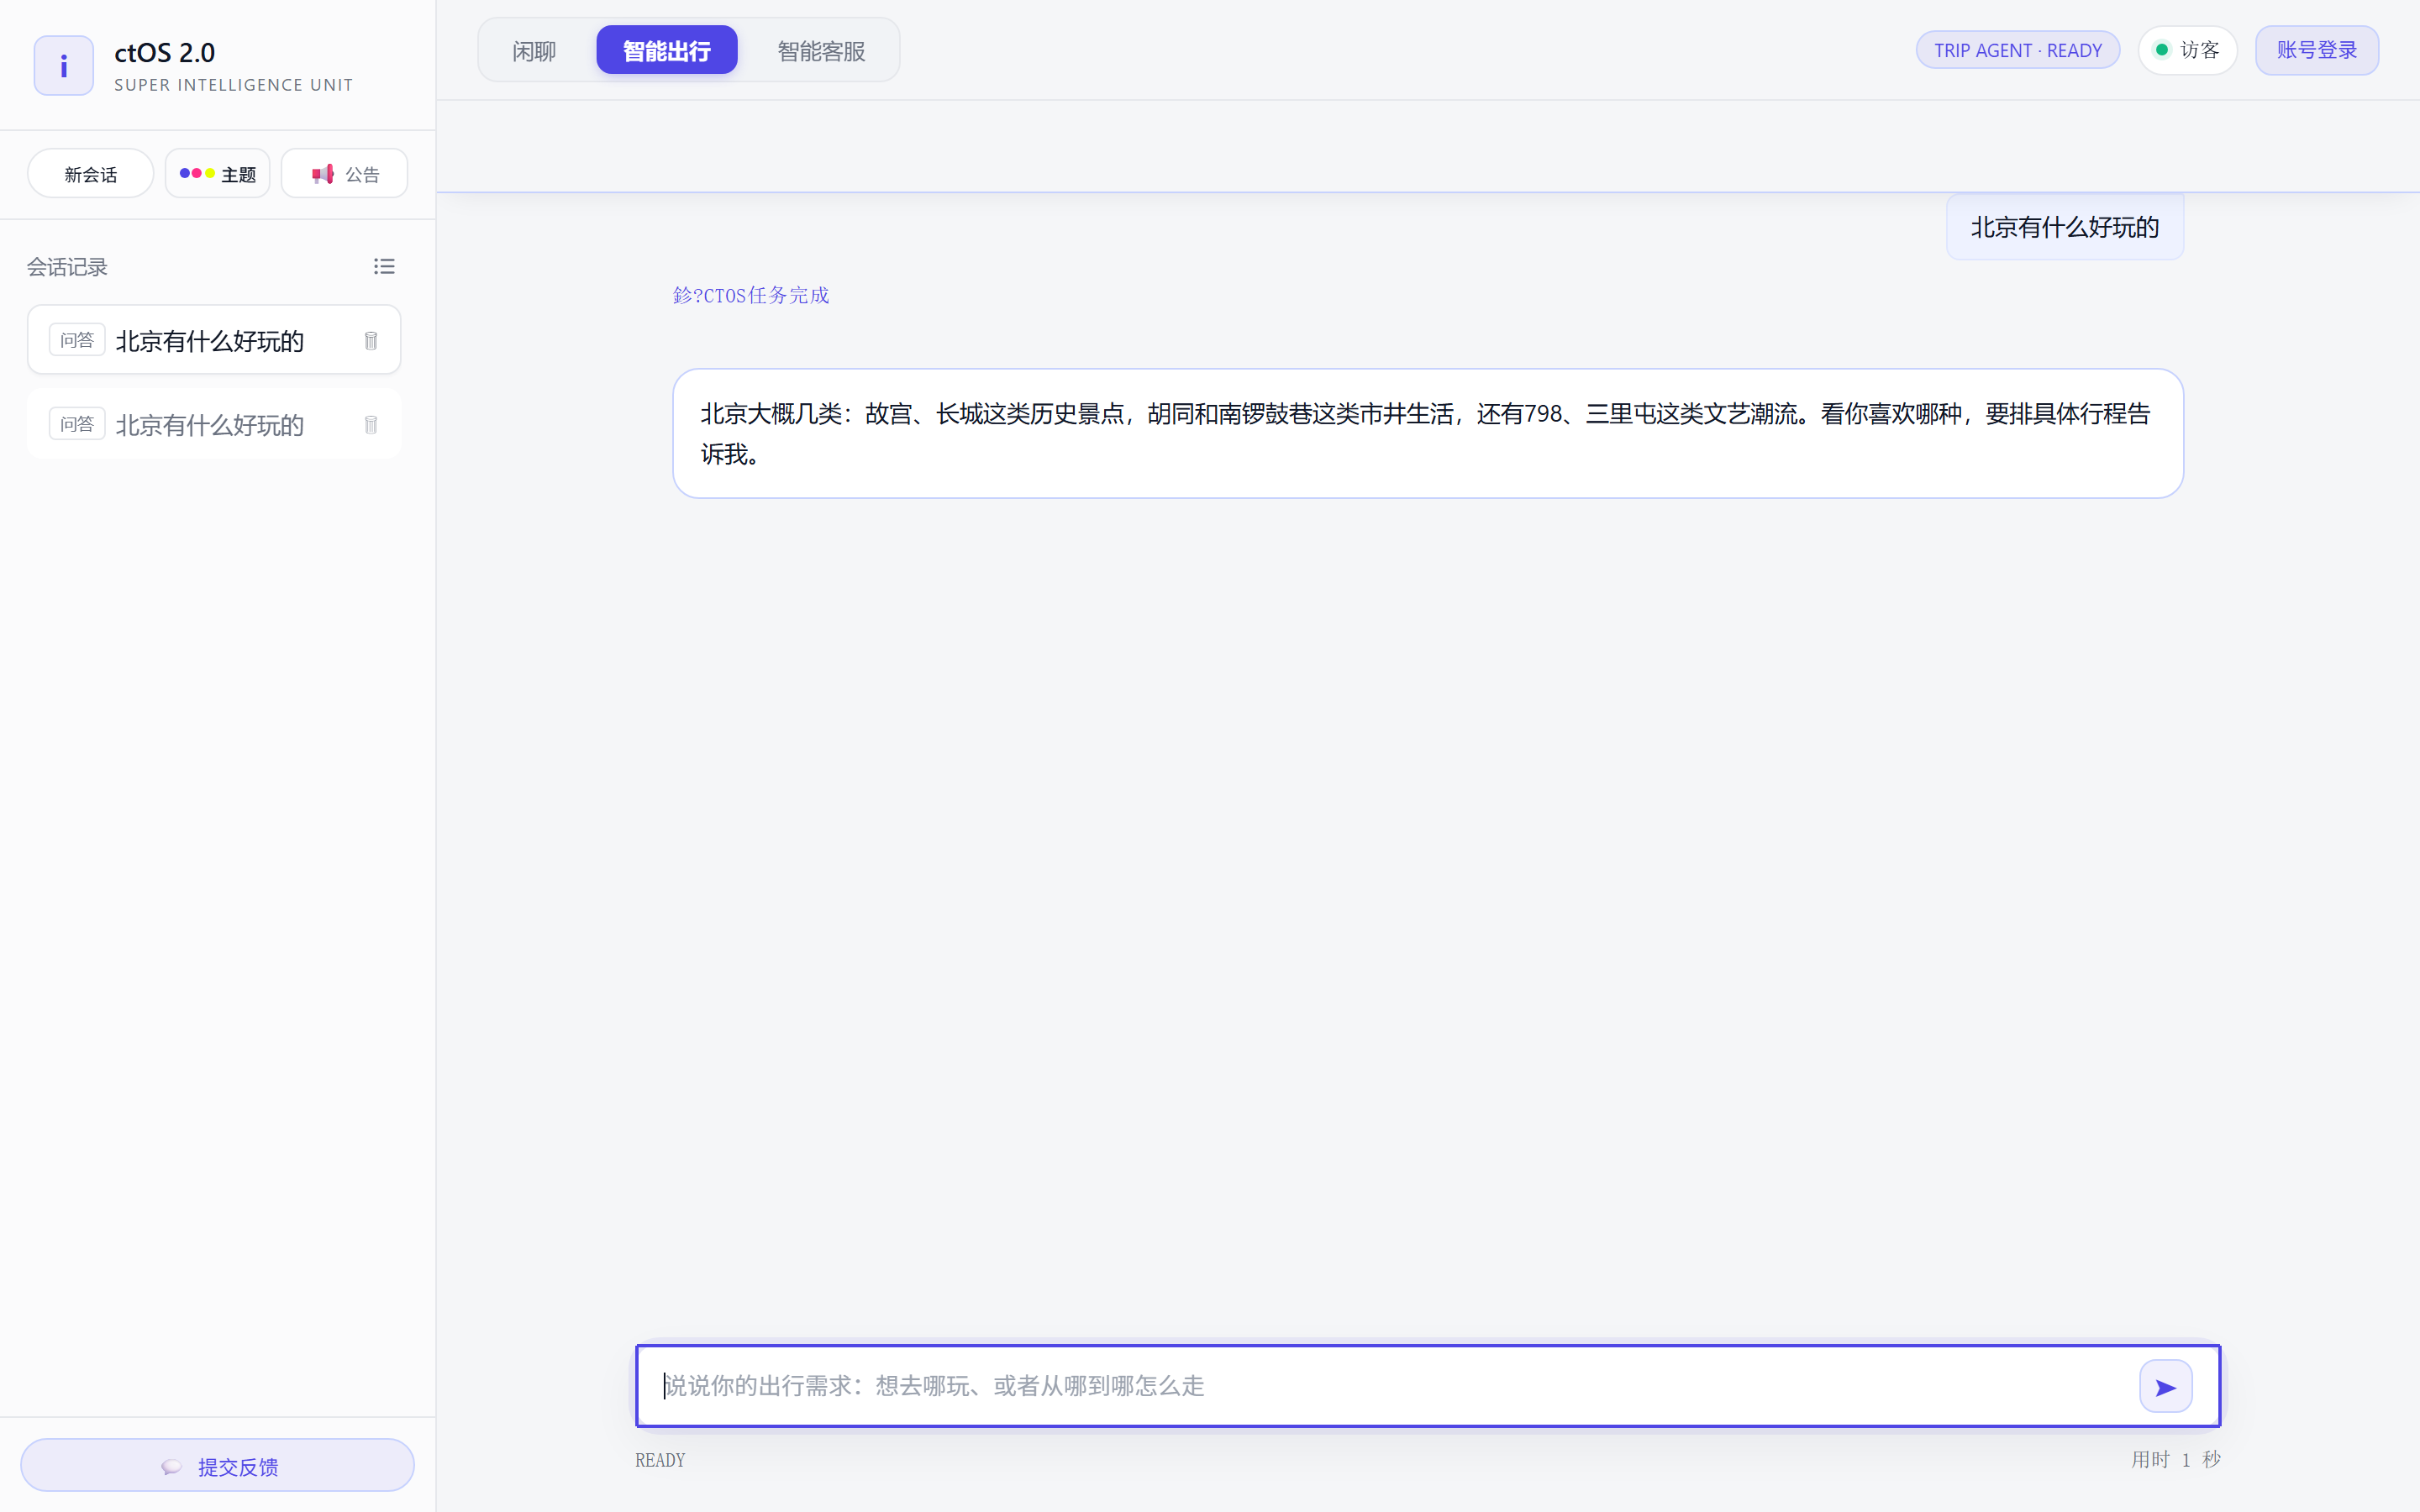 i
ctOS 2.0
SUPER INTELLIGENCE UNIT
新会话
主题
公告
会话记录
问答 北京有什么好玩的
问答 北京有什么好玩的
提交反馈
闲聊
智能出行
智能客服
TRIP AGENT · READY
访客
账号登录
北京有什么好玩的
鉁?CTOS任务完成
北京大概几类：故宫、长城这类历史景点，胡同和南锣鼓巷这类市井生活，还有798、三里屯这类文艺潮流。看你喜欢哪种，要排具体行程告
诉我。
说说你的出行需求：想去哪玩、或者从哪到哪怎么走
READY
用时 1 秒